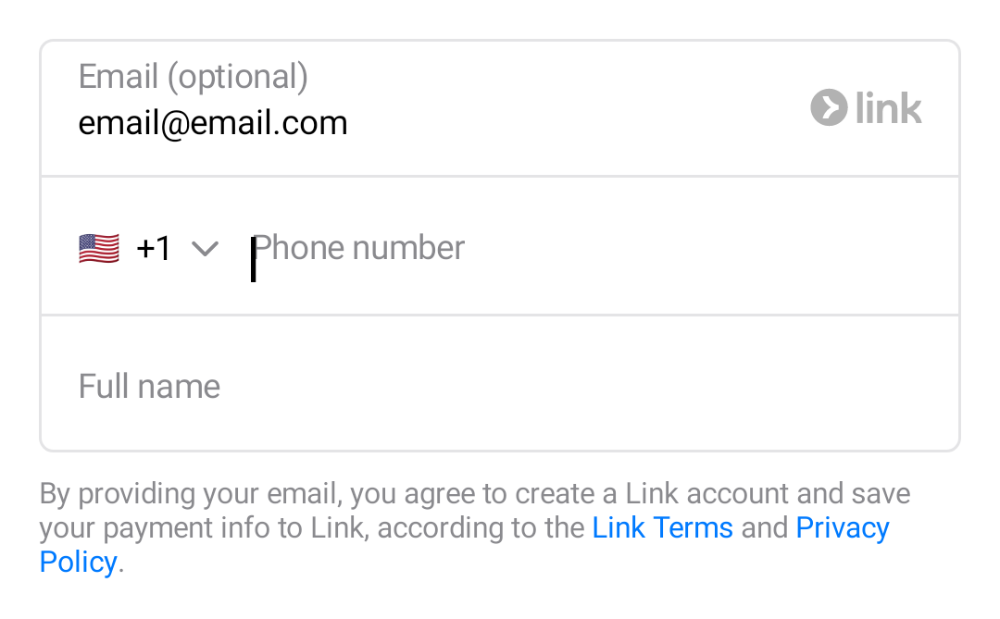 Email (optional)
email@email.com
link
+1
Phone number
Full name
By providing your email, you agree to create a Link account and save
your payment info to Link, according to the Link Terms and Privacy
Policy.